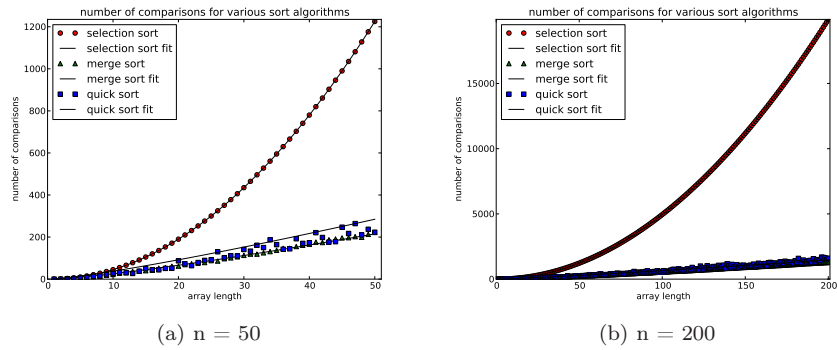 number of comparisons for various sort algorithms
1200
1000
800
600
400
200
0
number of comparisons
selection sort
selection sort fit
merge sort
merge sort fit
quick sort
quick sort fit
0 10 20 30 40 50
array length
(a) n = 50
number of comparisons for various sort algorithms
15000
10000
5000
0
number of comparisons
selection sort
selection sort fit
merge sort
merge sort fit
quick sort
quick sort fit
0 50 100 150 200
array length
(b) n = 200